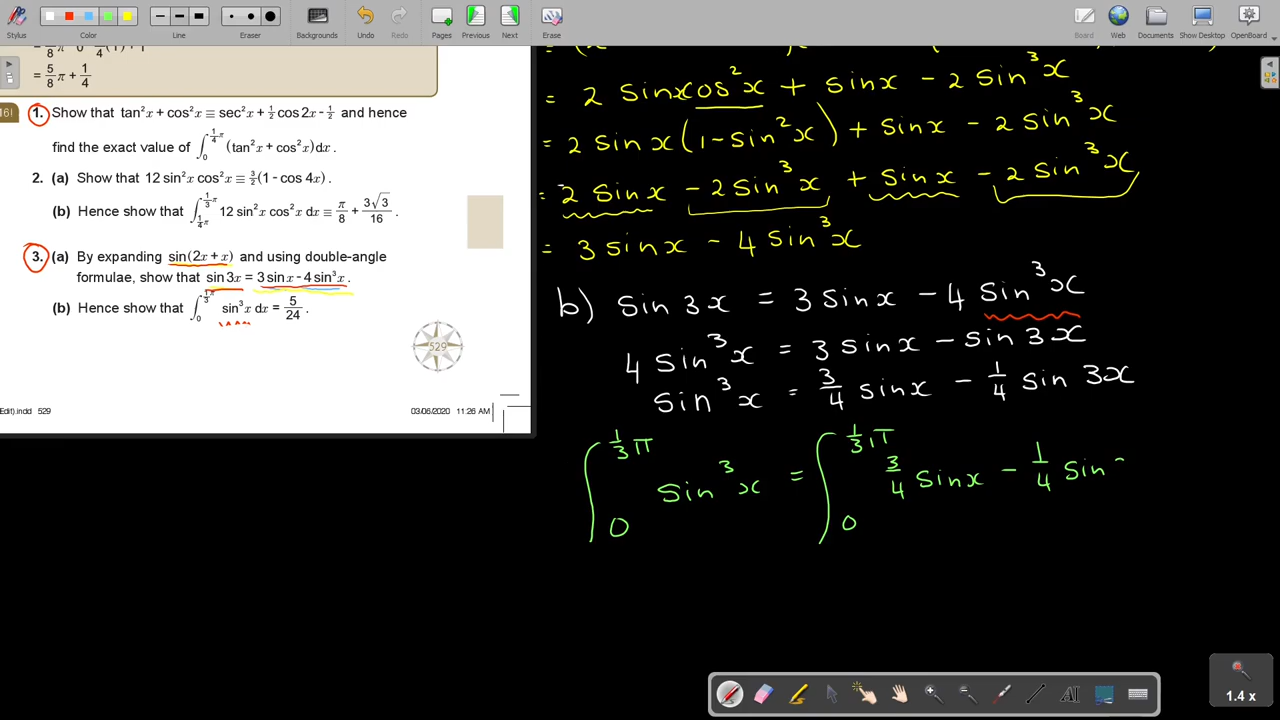 Stylus
Color
Line
Eraser
Backgrounds
Undo
Redo
Pages
Previous
Next
Erase
Board
Web
Documents
Show Desktop
OpenBoard
= 5/8 π + 1/4
16I
1. Show that tan²x + cos²x ≡ sec²x + ½ cos 2x - ½ and hence
find the exact value of ∫₀^{¼π} (tan²x + cos²x)dx .
2. (a) Show that 12 sin²x cos²x ≡ 3/2(1 - cos 4x) .
(b) Hence show that ∫_{¼π}^{⅓π} 12 sin²x cos²x dx ≡ π/8 + 3√3/16 .
3. (a) By expanding sin(2x + x) and using double-angle
formulae, show that sin 3x = 3 sin x - 4 sin³x .
(b) Hence show that ∫₀^{⅓π} sin³x dx = 5/24 .
529
Edit).indd 529
03/06/2020 11:26 AM
= 2 sinxcos²x + sinx - 2 sin³x
= 2 sinx(1-sin²x) + sinx - 2 sin³x
= 2 sinx - 2 sin³x + sinx - 2 sin³x
= 3 sinx - 4 sin³x
b) sin 3x = 3 sinx - 4 sin³x
4 sin³x = 3 sinx - sin 3x
sin³x = 3/4 sinx - 1/4 sin 3x
∫₀^{⅓π} sin³x = ∫₀^{⅓π} 3/4 sinx - 1/4 sin
1.4 x